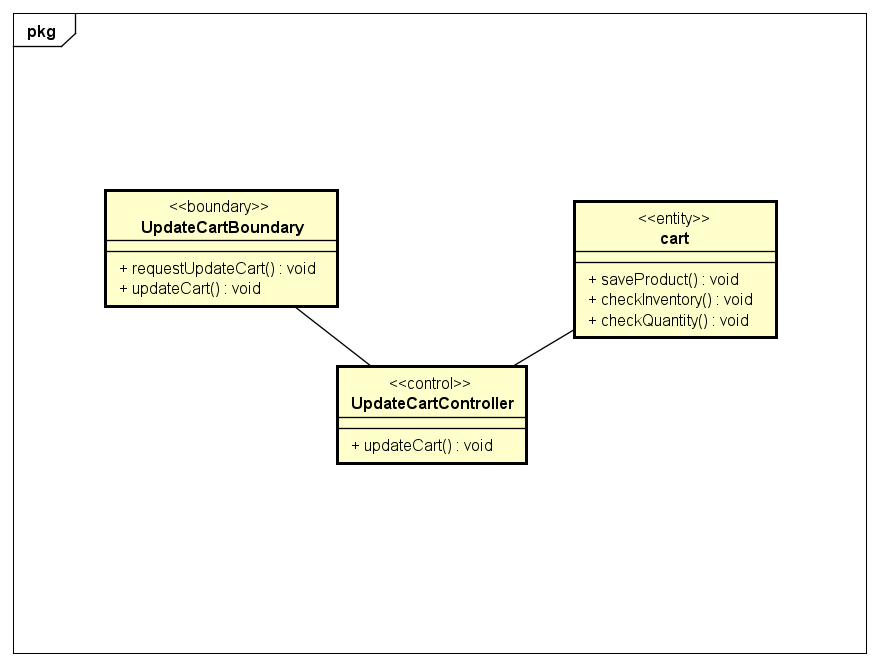 pkg
<<boundary>>
UpdateCartBoundary
+ requestUpdateCart() : void
+ updateCart() : void
<<entity>>
cart
+ saveProduct() : void
+ checkInventory() : void
+ checkQuantity() : void
<<control>>
UpdateCartController
+ updateCart() : void